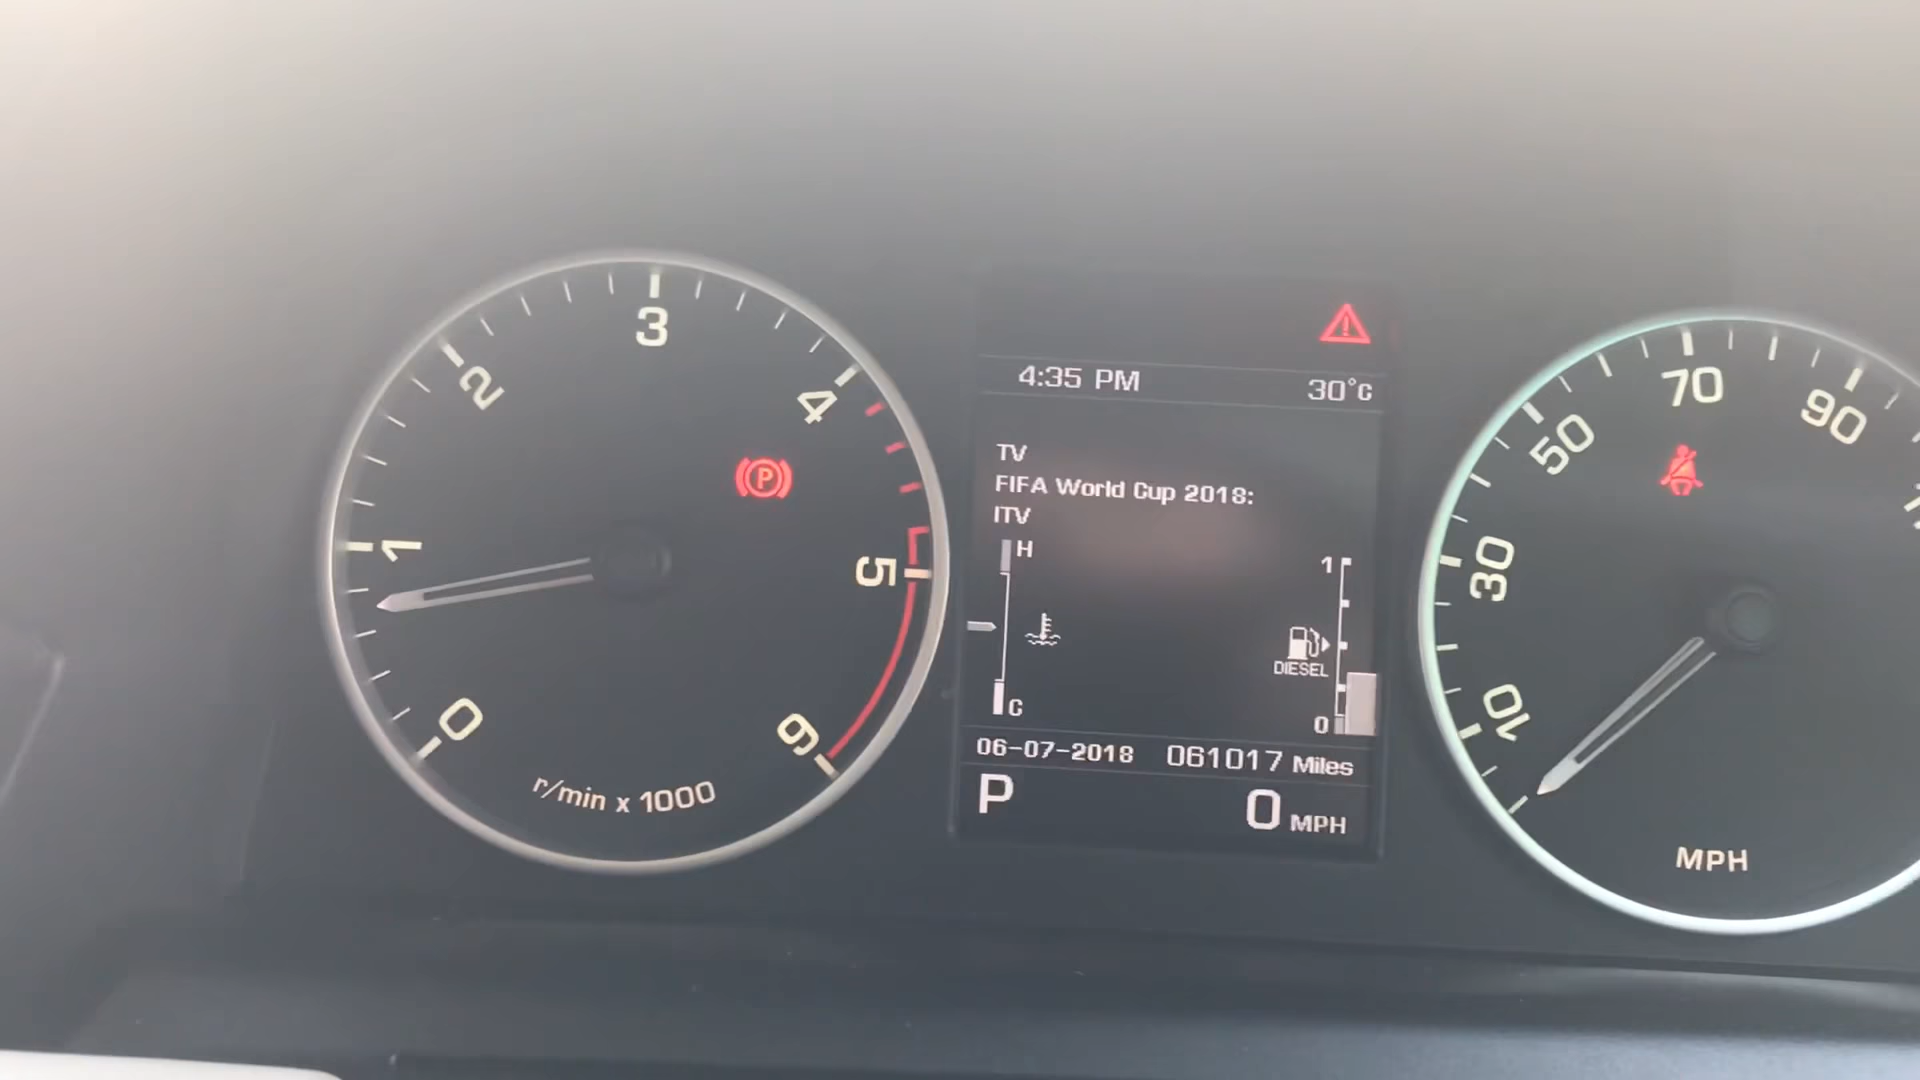 0
1
2
3
4
5
6
r/min x 1000
P
4:35 PM 30°C
TV
FIFA World Cup 2018:
ITV
H
C
1
DIESEL
0
06-07-2018 061017 Miles
P 0 MPH
10
30
50
70
90
MPH